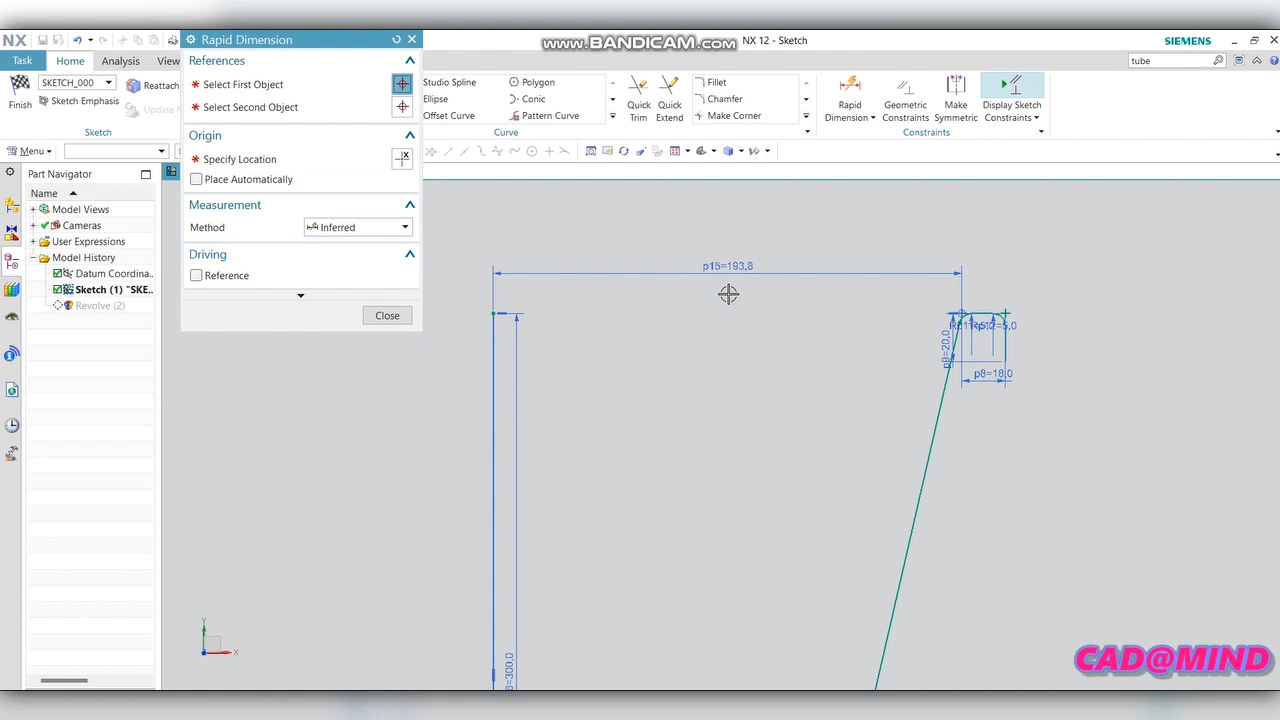 www.BANDICAM.com
NX
NX 12 - Sketch
SIEMENS
Rapid Dimension
Task
Home
Analysis
View
tube
References
Select First Object
Select Second Object
Origin
Specify Location
Place Automatically
Measurement
Method
Inferred
Driving
Reference
Close
SKETCH_000
Reattach
Finish
Sketch Emphasis
Update
Sketch
Studio Spline
Polygon
Ellipse
Conic
Offset Curve
Pattern Curve
Curve
Quick Trim
Quick Extend
Fillet
Chamfer
Make Corner
Rapid Dimension
Geometric Constraints
Make Symmetric
Display Sketch Constraints
Constraints
Menu
Part Navigator
Name
Model Views
Cameras
User Expressions
Model History
Datum Coordina...
Sketch (1) "SKE...
Revolve (2)
p15=193,8
p9=20,0
p8=18,0
6=300,0
Y
X
CAD@MIND